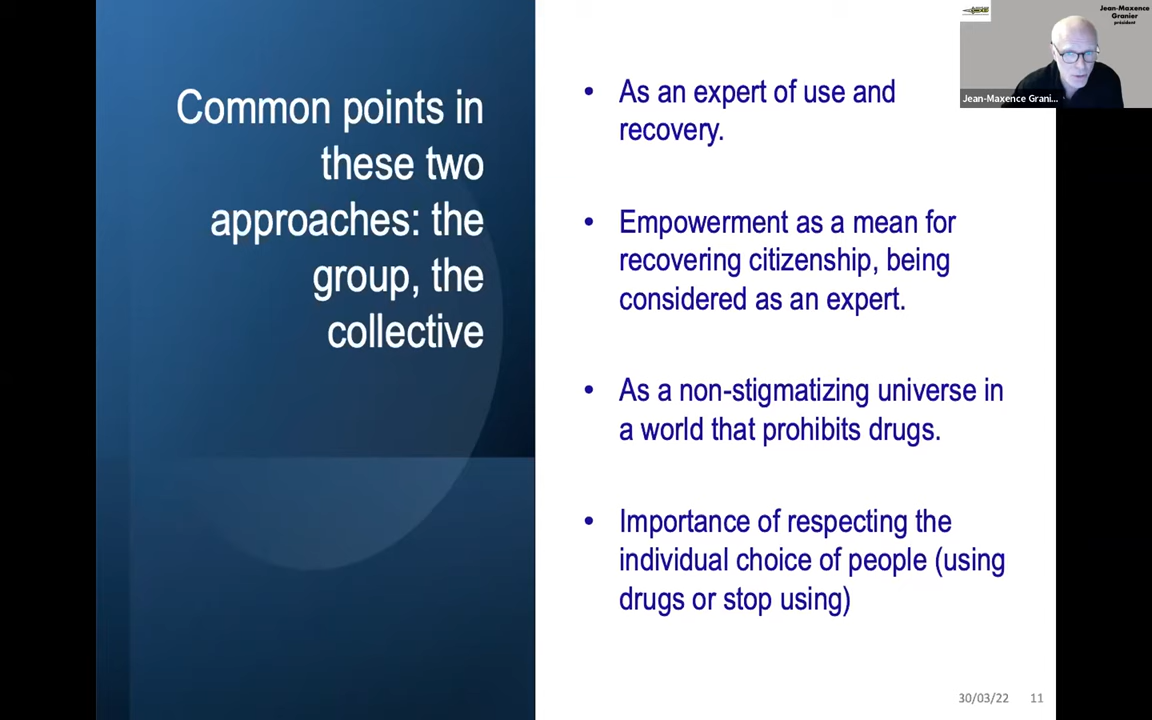 Common points in
these two
approaches: the
group, the
collective
• As an expert of use and
recovery.
• Empowerment as a mean for
recovering citizenship, being
considered as an expert.
• As a non-stigmatizing universe in
a world that prohibits drugs.
• Importance of respecting the
individual choice of people (using
drugs or stop using)
30/03/22 11
Jean-Maxence
Granier
président
Jean-Maxence Grani...